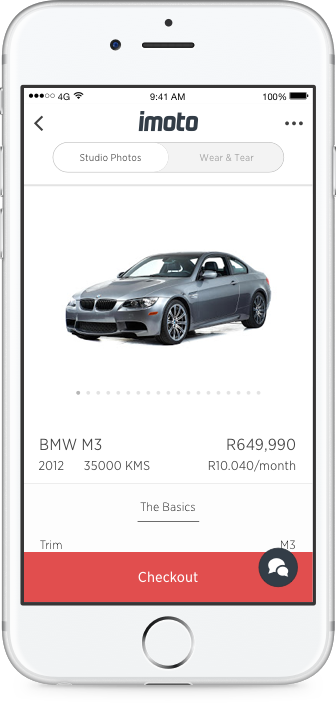 4G 9:41 AM 100%
imoto
Studio Photos Wear & Tear
BMW M3 R649,990
2012 35000 KMS R10.040/month
The Basics
Trim M3
Checkout